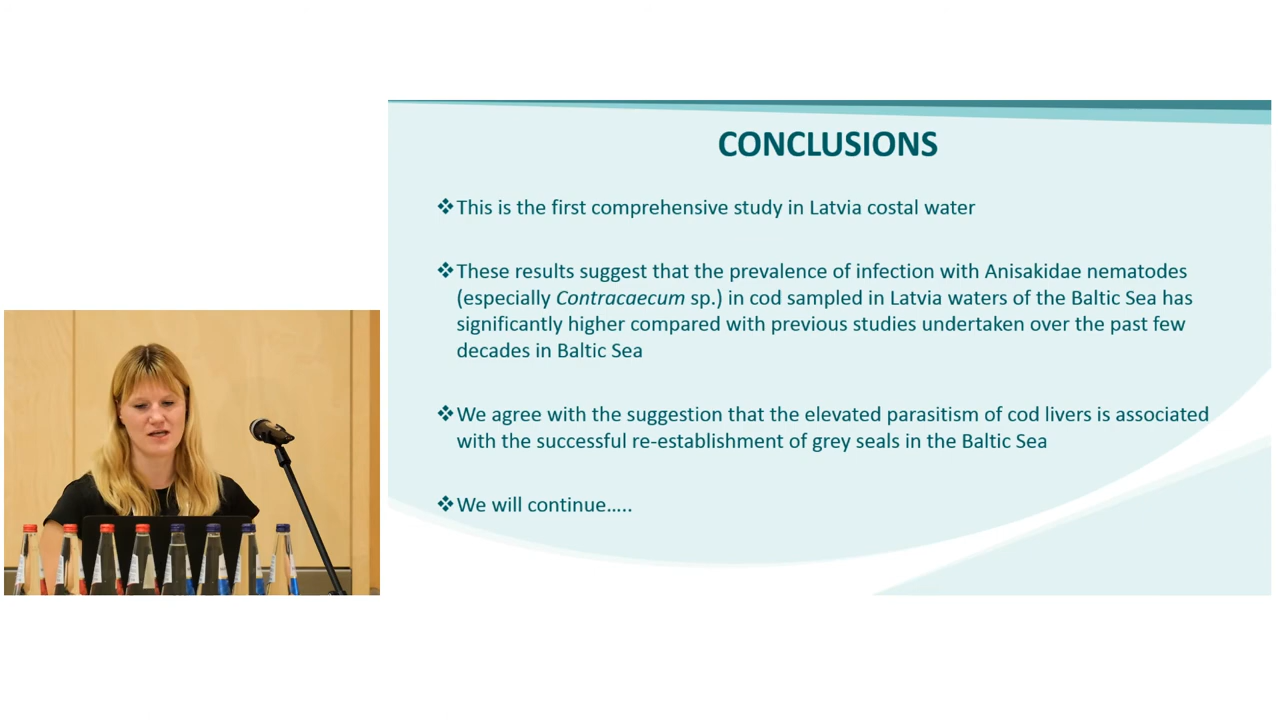 CONCLUSIONS
❖This is the first comprehensive study in Latvia costal water
❖These results suggest that the prevalence of infection with Anisakidae nematodes
(especially Contracaecum sp.) in cod sampled in Latvia waters of the Baltic Sea has
significantly higher compared with previous studies undertaken over the past few
decades in Baltic Sea
❖We agree with the suggestion that the elevated parasitism of cod livers is associated
with the successful re-establishment of grey seals in the Baltic Sea
❖We will continue.....